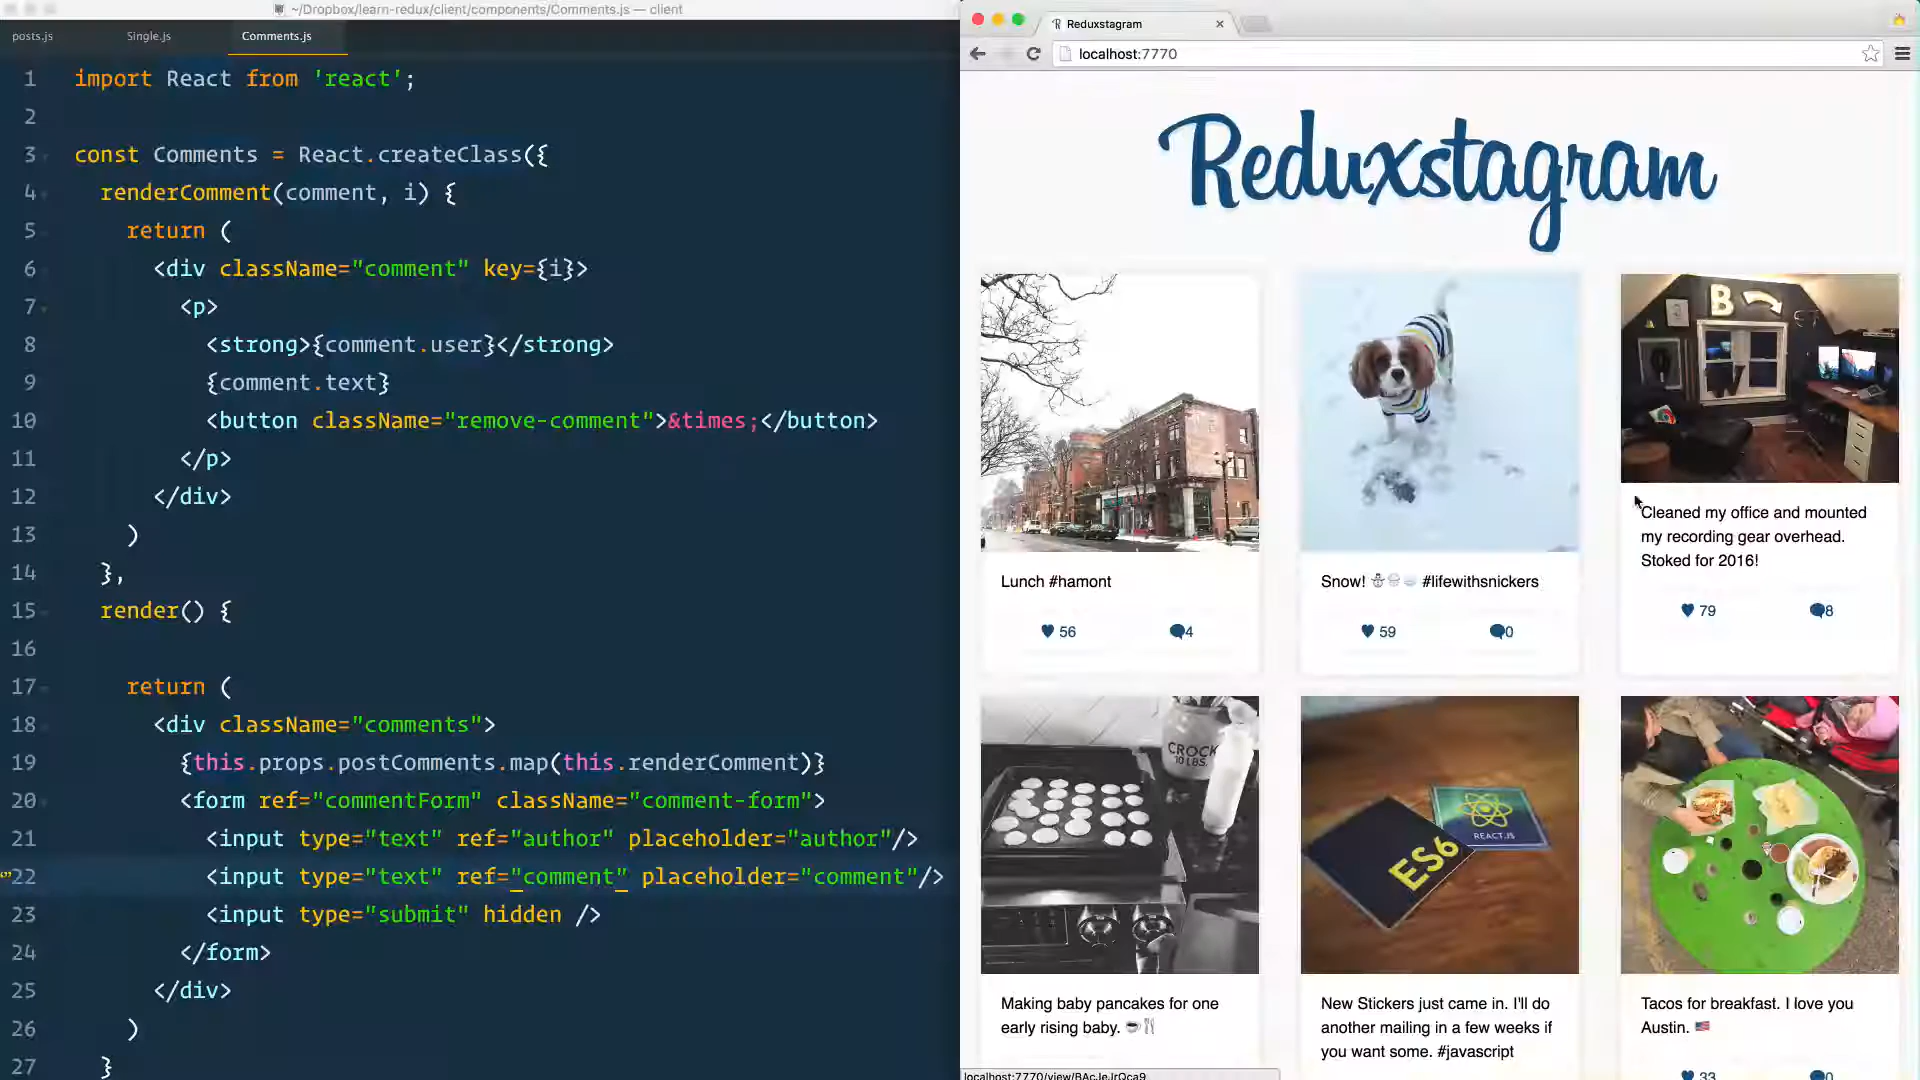 ~/Dropbox/learn-redux/client/components/Comments.js — client
posts.js
Single.js
Comments.js
1 import React from 'react';
2
3 const Comments = React.createClass({
4 renderComment(comment, i) {
5 return (
6 <div className="comment" key={i}>
7 <p>
8 <strong>{comment.user}</strong>
9 {comment.text}
10 <button className="remove-comment">&times;</button>
11 </p>
12 </div>
13 )
14 },
15 render() {
16
17 return (
18 <div className="comments">
19 {this.props.postComments.map(this.renderComment)}
20 <form ref="commentForm" className="comment-form">
21 <input type="text" ref="author" placeholder="author"/>
22 <input type="text" ref="comment" placeholder="comment"/>
23 <input type="submit" hidden />
24 </form>
25 </div>
26 )
27 }
Reduxstagram
localhost:7770
Reduxstagram
B
Lunch #hamont
56
4
Snow! ⛄🌨☁ #lifewithsnickers
59
0
Cleaned my office and mounted
my recording gear overhead.
Stoked for 2016!
79
8
CROCK
10 LBS.
ES6
REACT.JS
Making baby pancakes for one
early rising baby. ☕🍴
New Stickers just came in. I'll do
another mailing in a few weeks if
you want some. #javascript
Tacos for breakfast. I love you
Austin. 🇺🇸
33
0
localhost:7770/view/BAcJeJrQca9